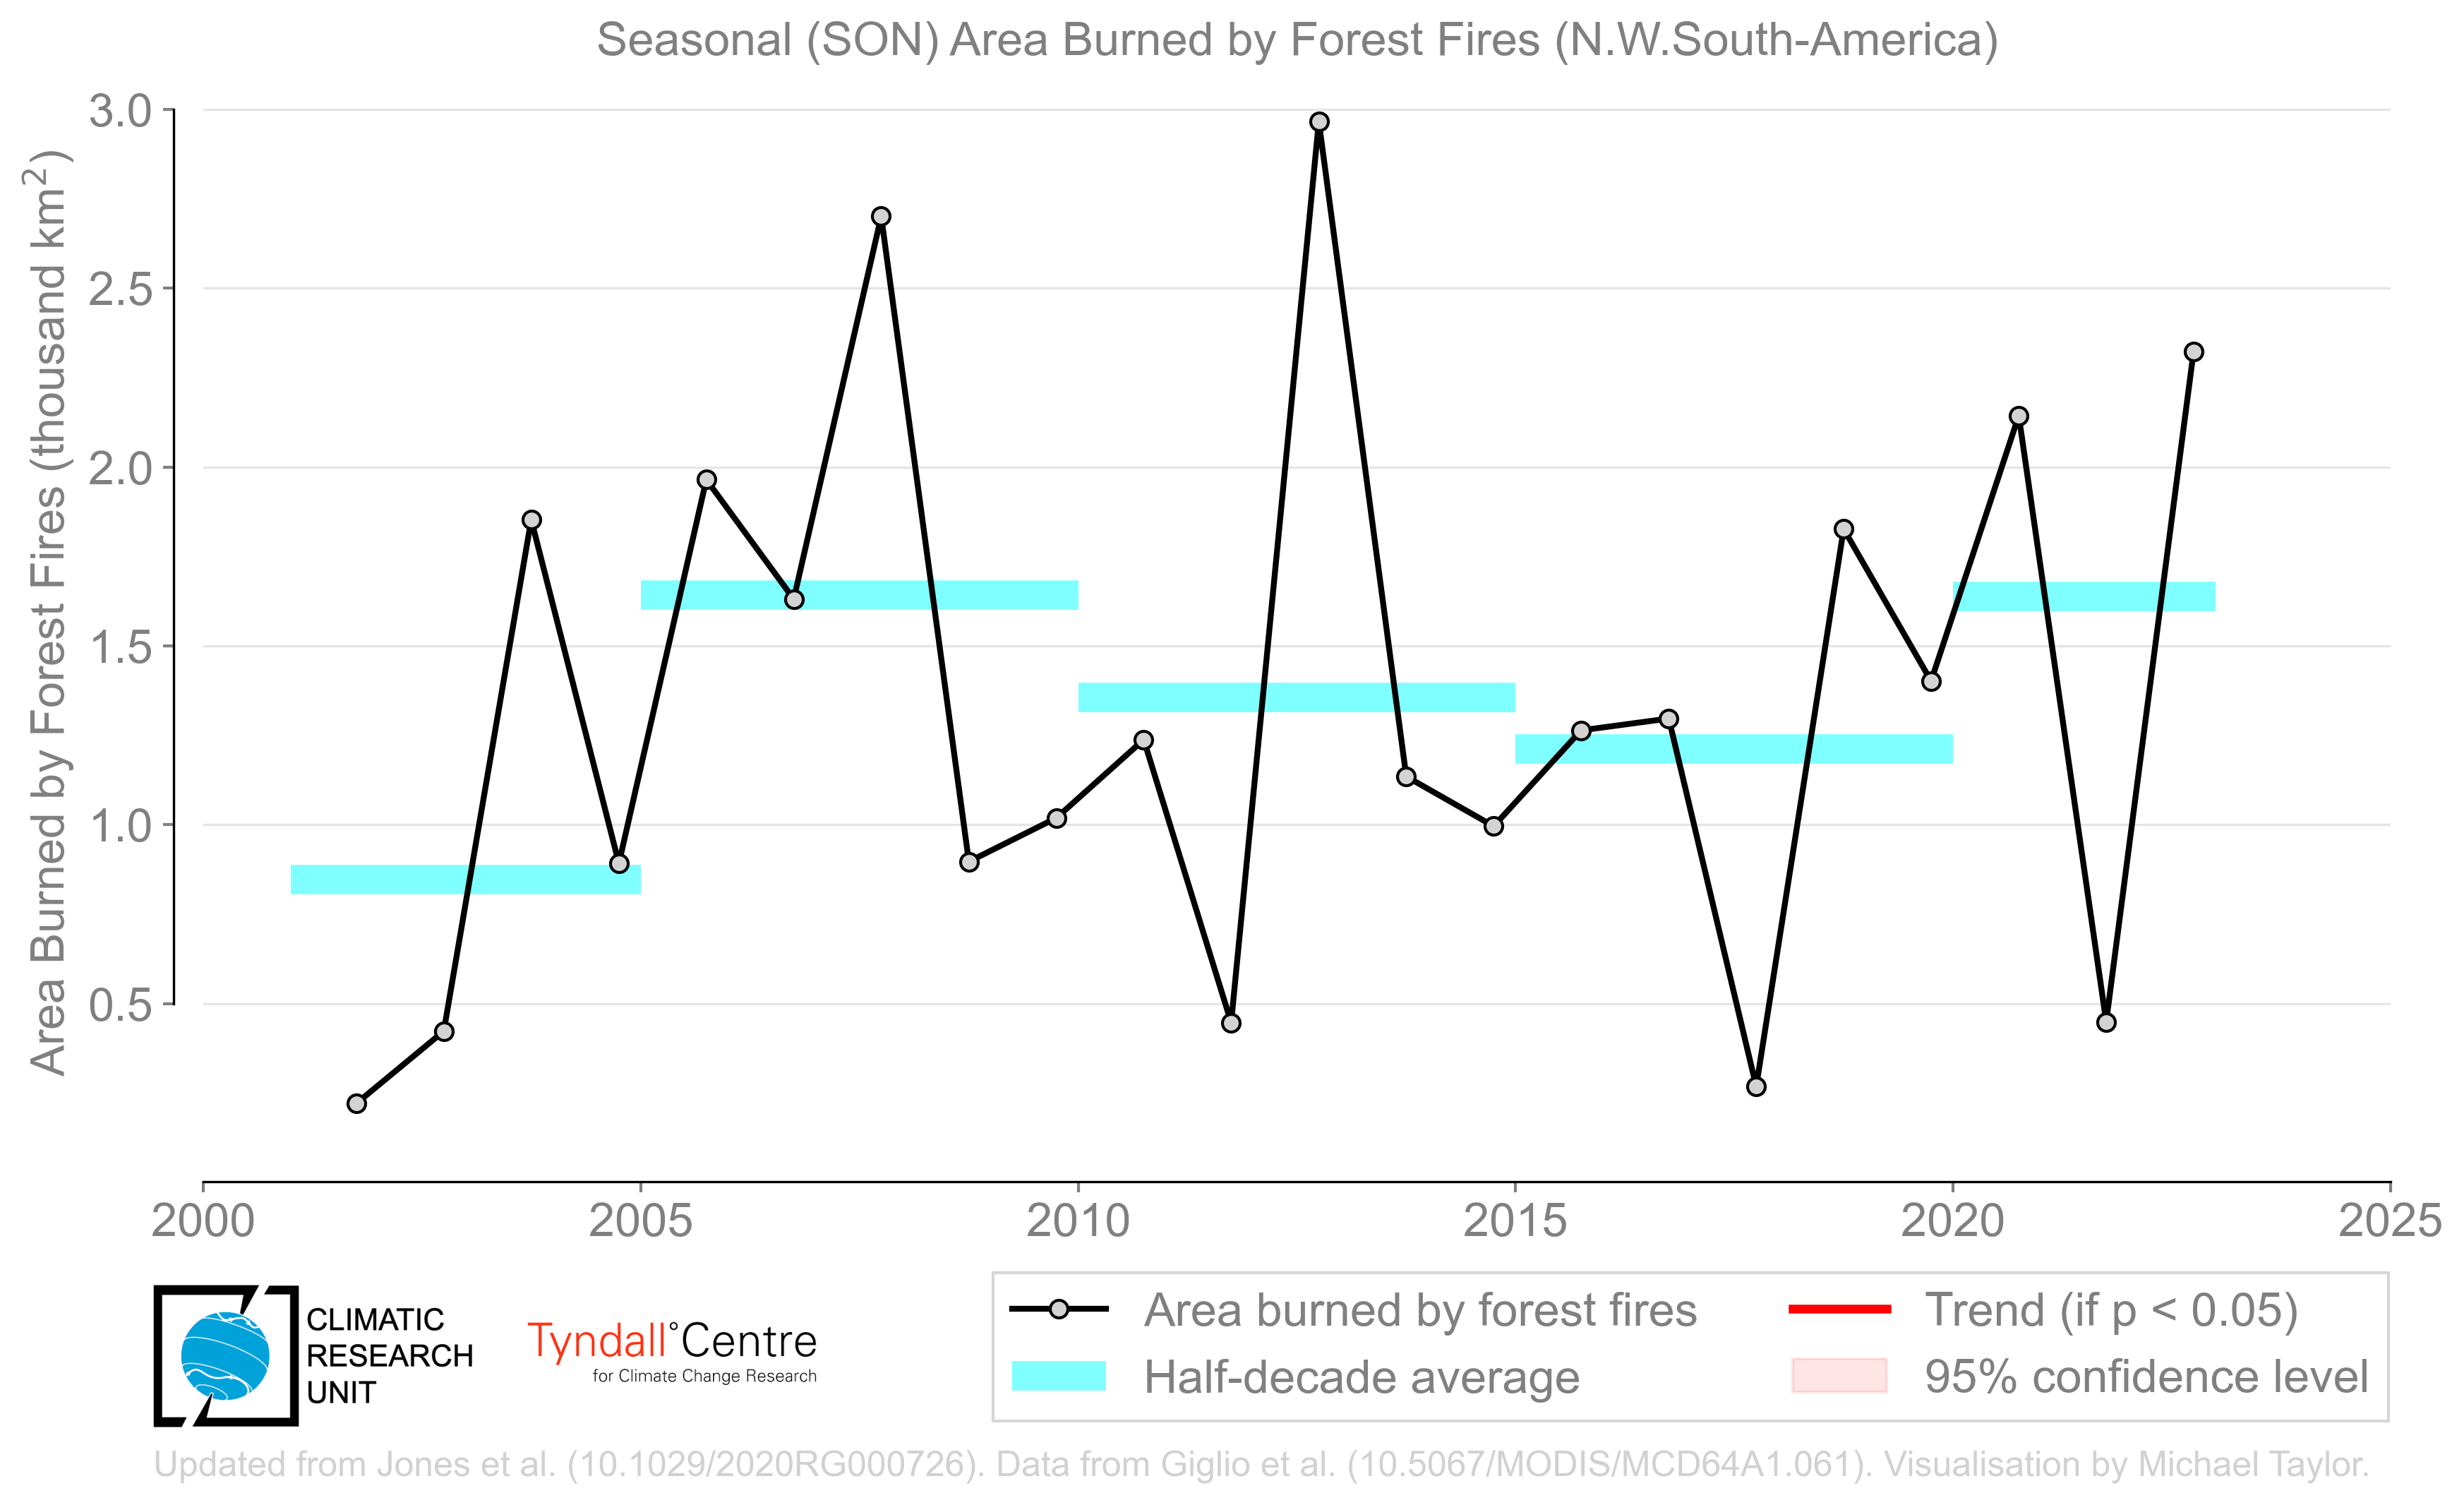 Seasonal (SON) Area Burned by Forest Fires (N.W.South-America)
Area Burned by Forest Fires (thousand km²)
3.0
2.5
2.0
1.5
1.0
0.5
2000 2005 2010 2015 2020 2025
CLIMATIC
RESEARCH
UNIT
Tyndall°Centre
for Climate Change Research
Area burned by forest fires
Half-decade average
Trend (if p < 0.05)
95% confidence level
Updated from Jones et al. (10.1029/2020RG000726). Data from Giglio et al. (10.5067/MODIS/MCD64A1.061). Visualisation by Michael Taylor.